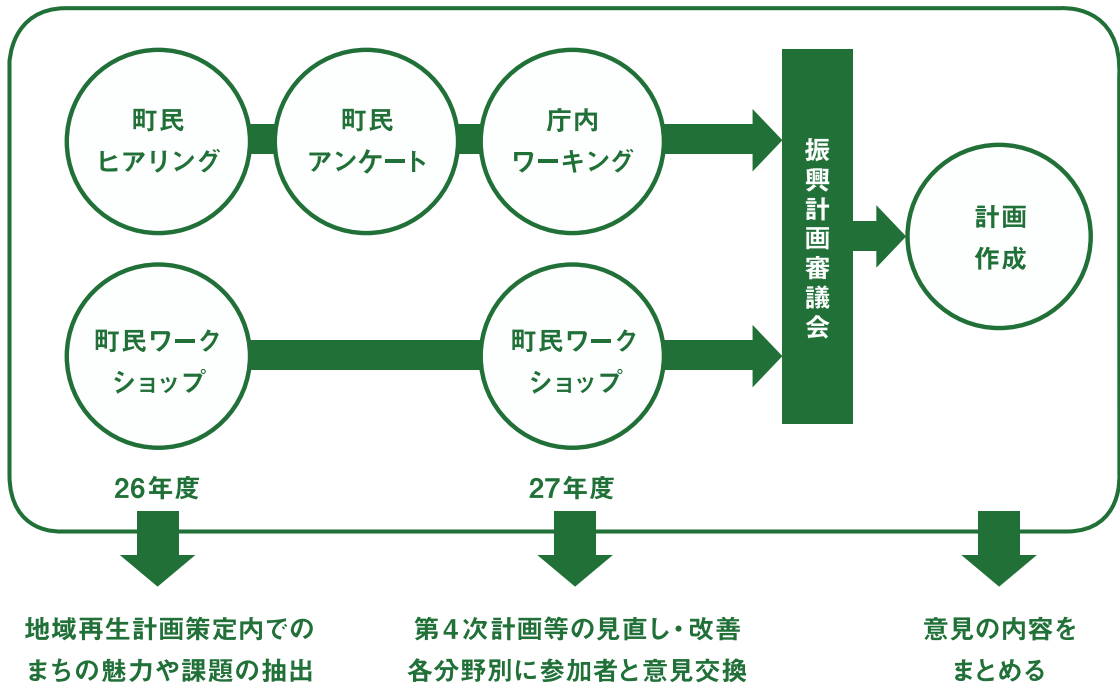 町民
ヒアリング
町民
アンケート
庁内
ワーキング
振興計画審議会
計画
作成
町民ワーク
ショップ
町民ワーク
ショップ
26年度
27年度
地域再生計画策定内での
まちの魅力や課題の抽出
第4次計画等の見直し・改善
各分野別に参加者と意見交換
意見の内容を
まとめる